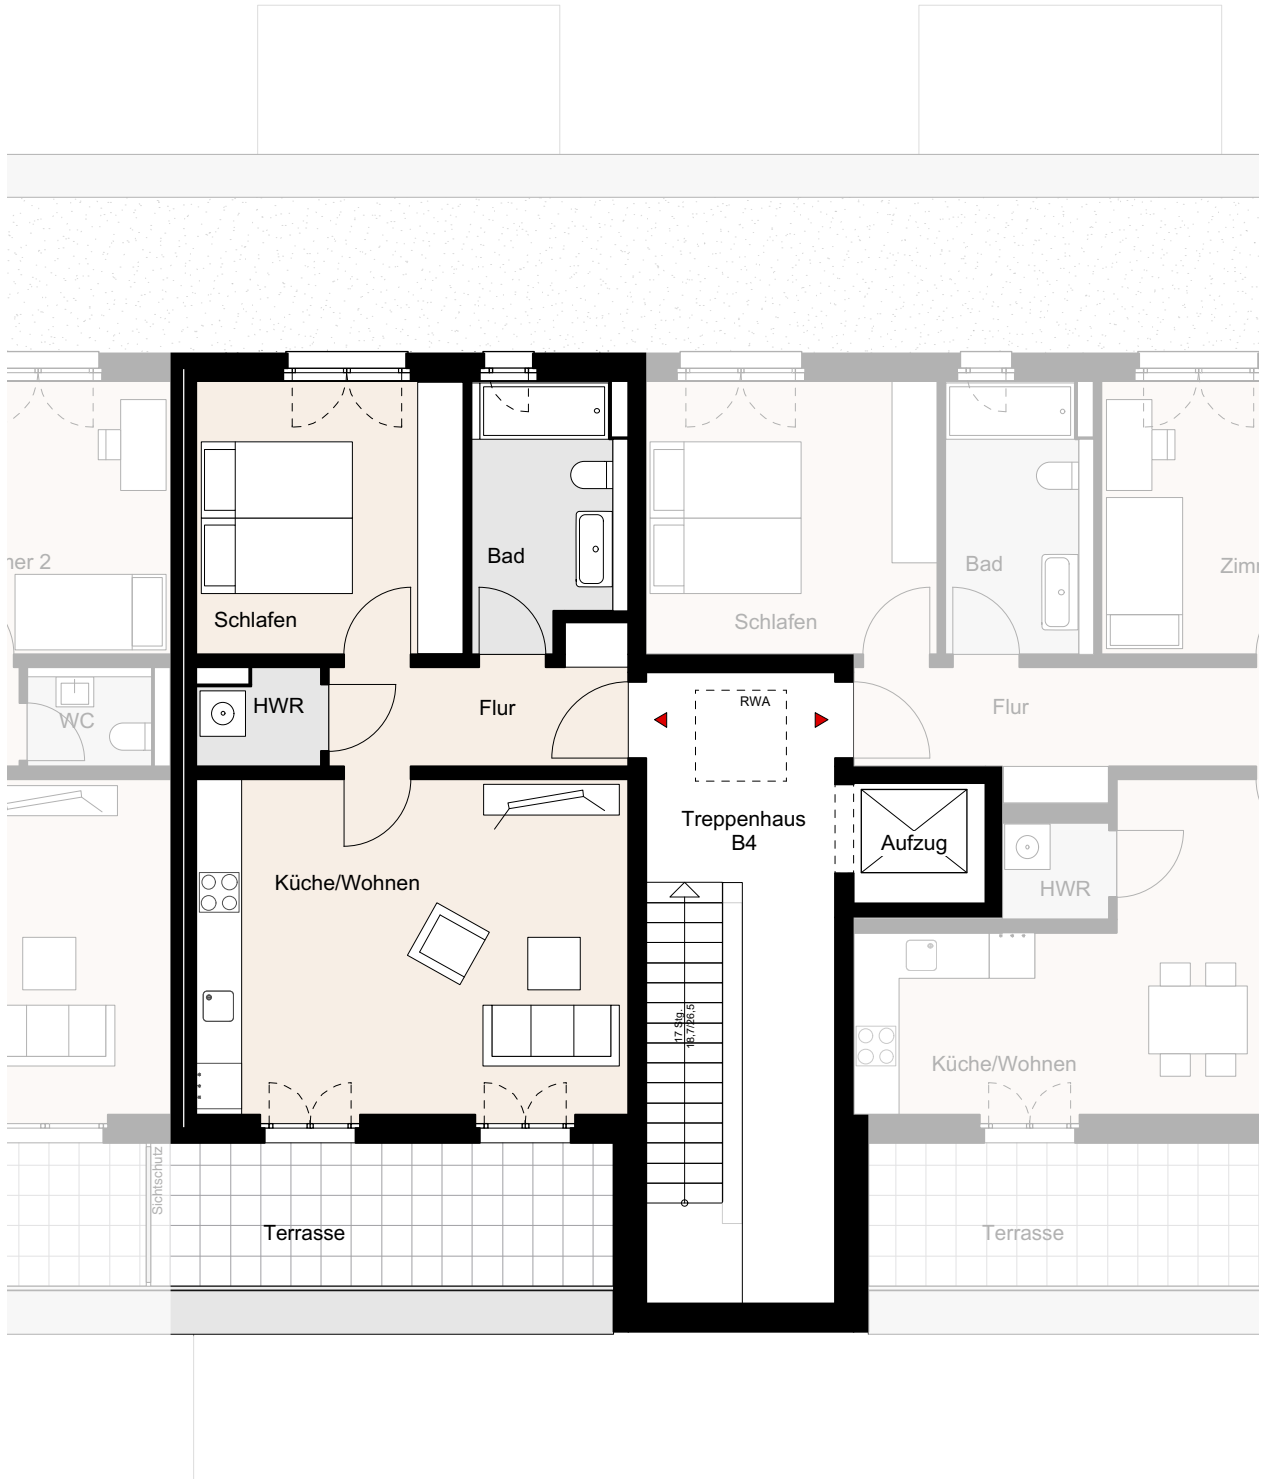 Bad
Bad
ner 2
Zimr
Schlafen
Schlafen
HWR
Flur
RWA
Flur
WC
Treppenhaus
B4
Aufzug
Küche/Wohnen
HWR
17 Stg.
18,7/26,5
Küche/Wohnen
Sichtschutz
Terrasse
Terrasse